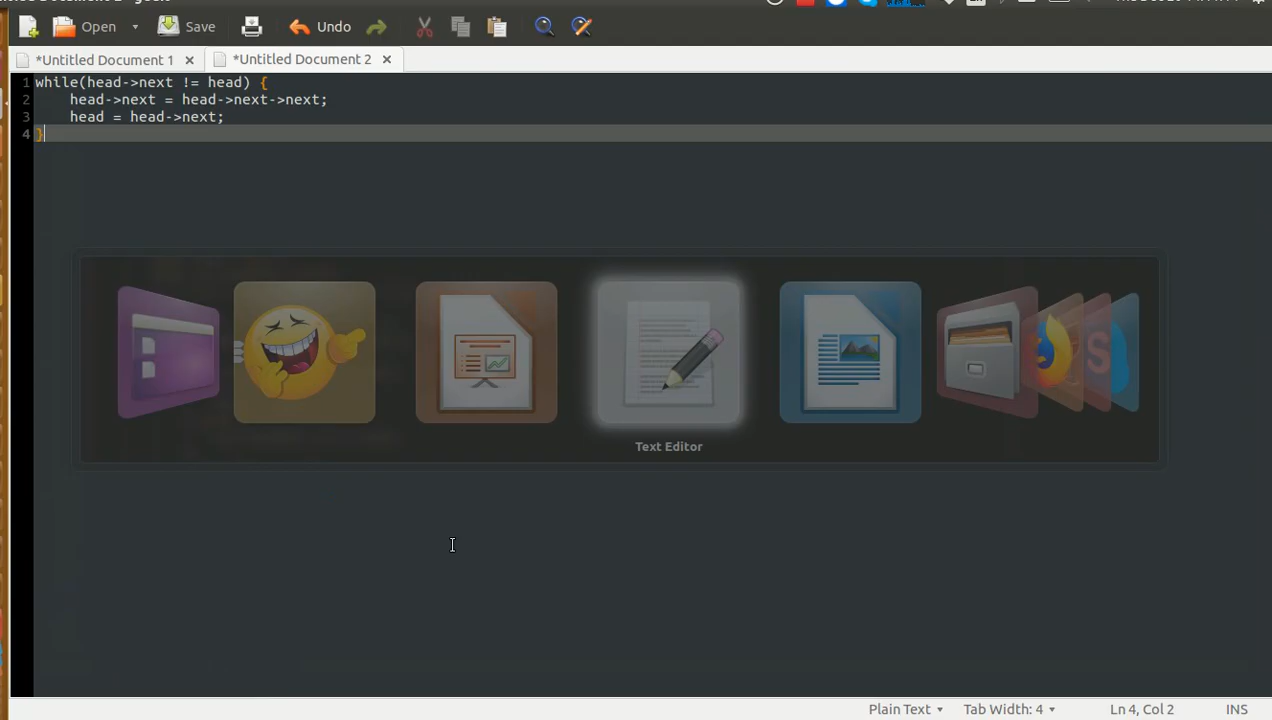 Open
Save
Undo
*Untitled Document 1
*Untitled Document 2
1 while(head->next != head) {
2 head->next = head->next->next;
3 head = head->next;
4 }
Text Editor
Plain Text
Tab Width: 4
Ln 4, Col 2
INS